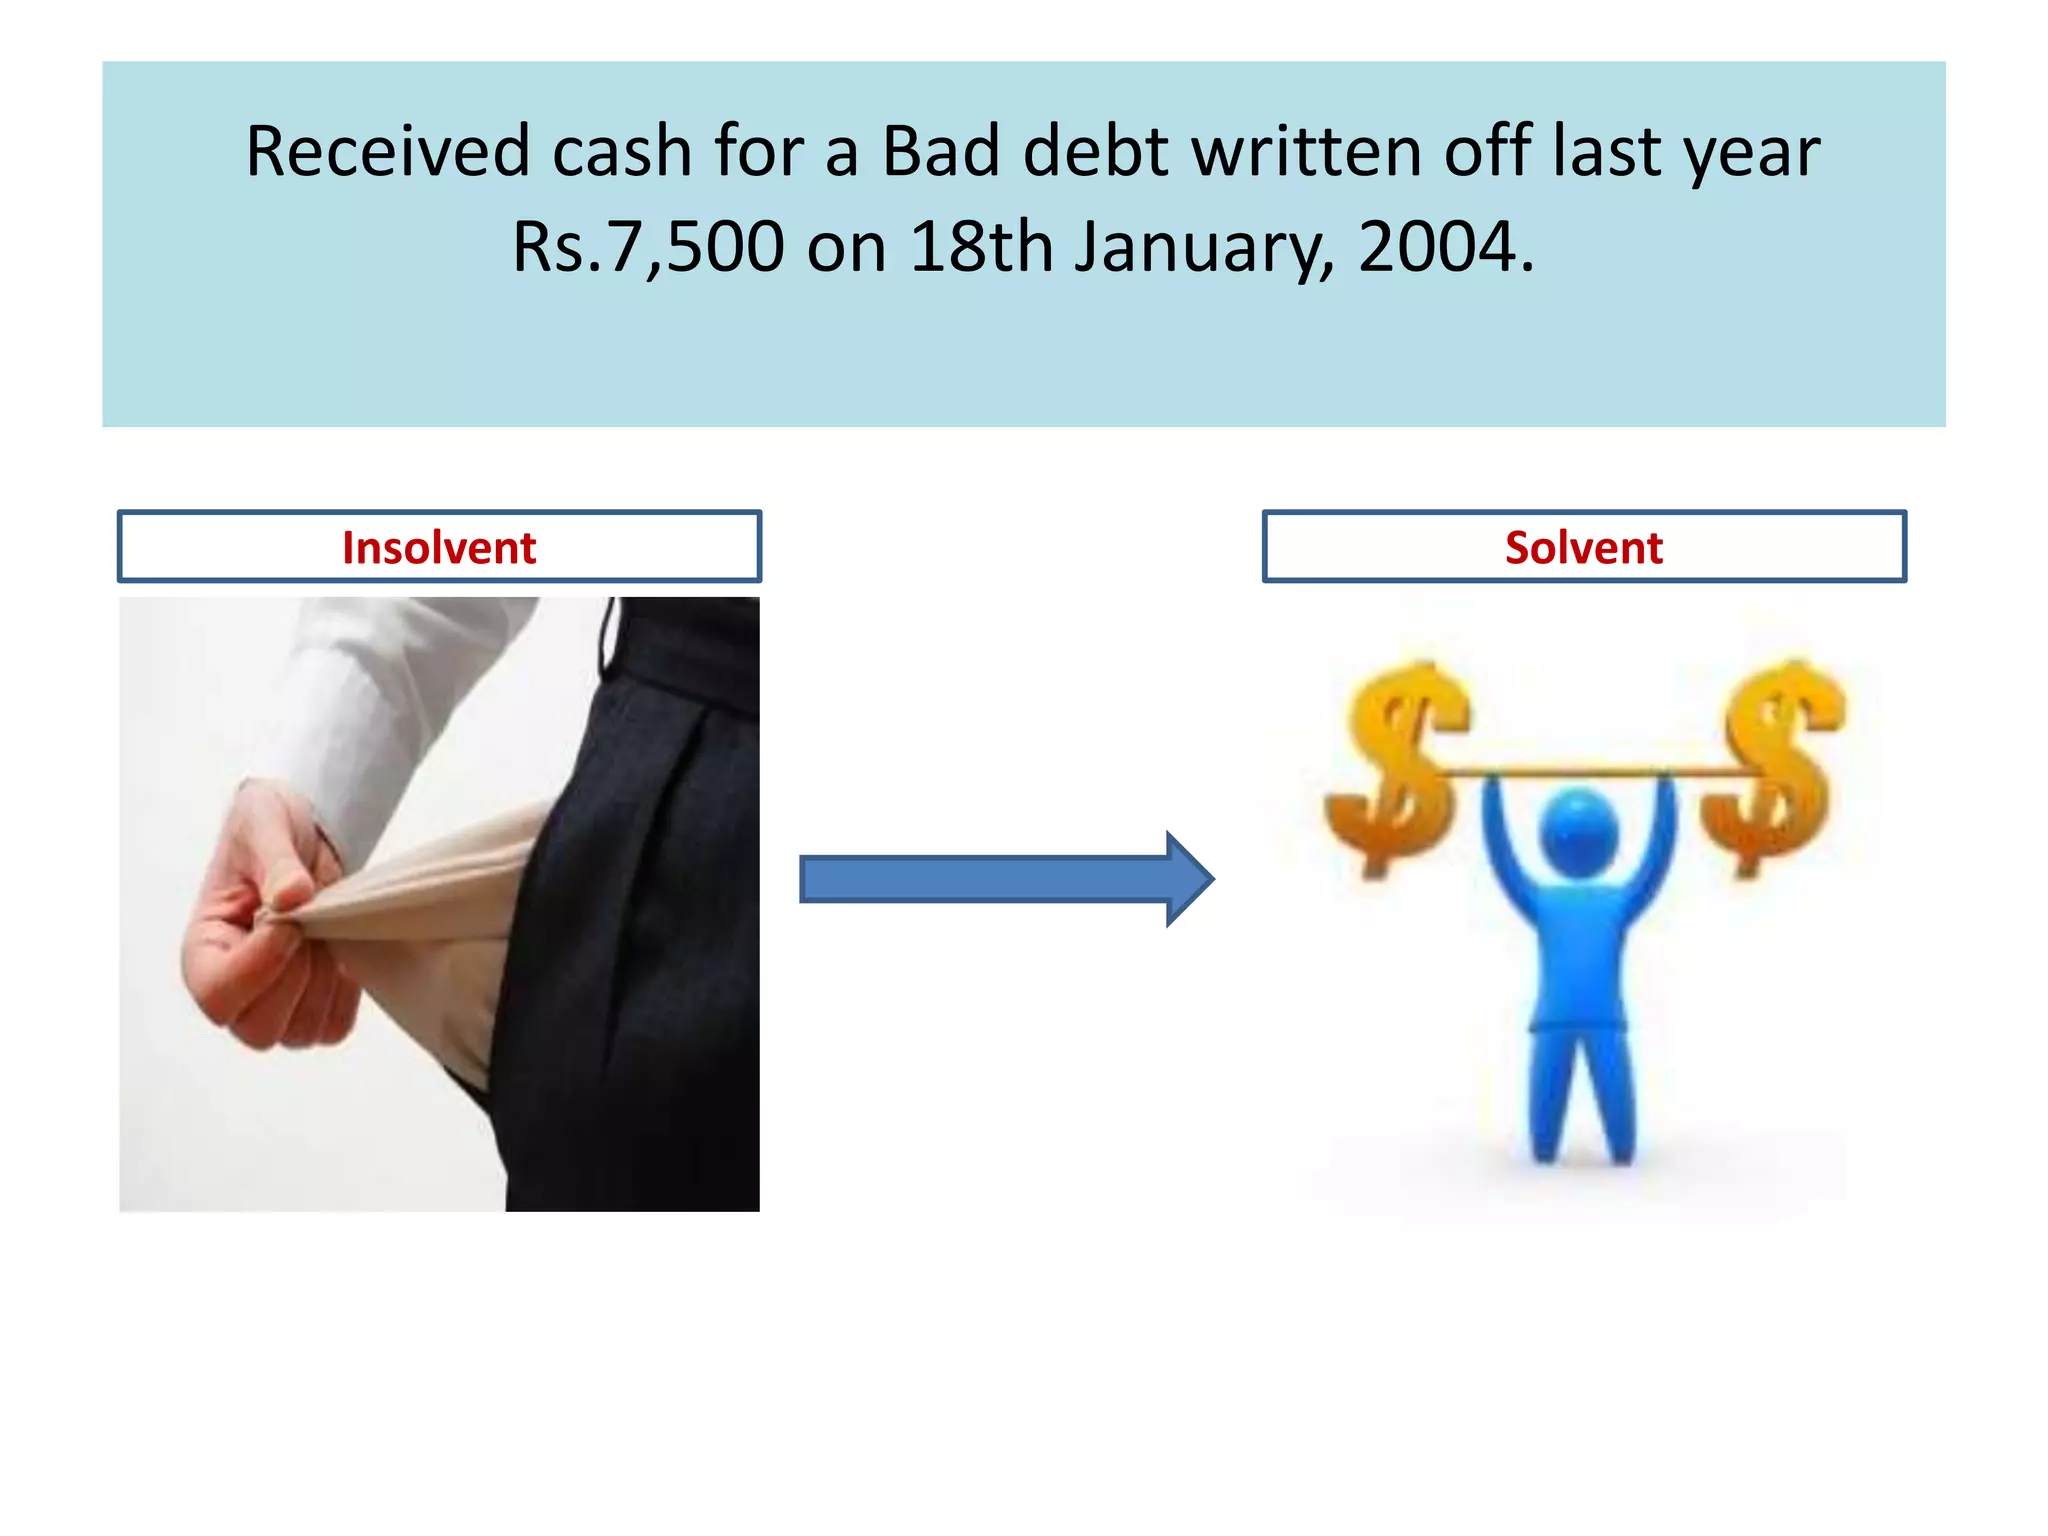 Received cash for a Bad debt written off last year
Rs.7,500 on 18th January, 2004.
Insolvent
Solvent